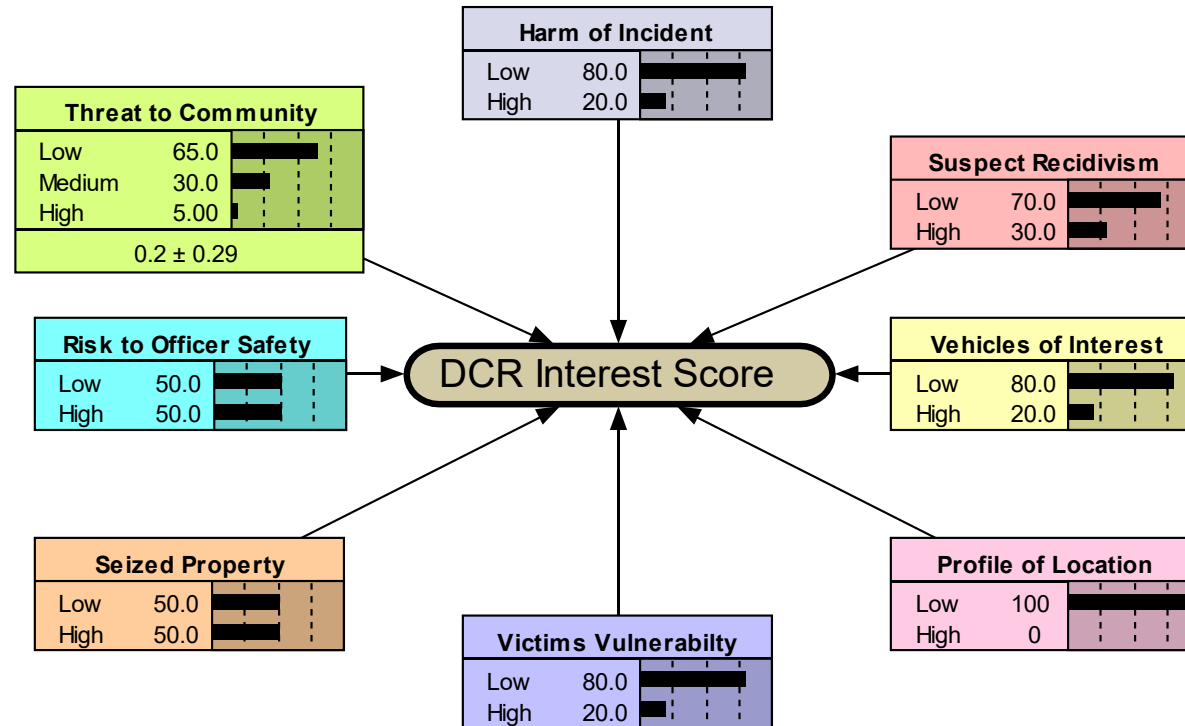 Harm of Incident
Low 80.0
High 20.0
Threat to Community
Low 65.0
Medium 30.0
High 5.00
0.2 ± 0.29
Suspect Recidivism
Low 70.0
High 30.0
Risk to Officer Safety
Low 50.0
High 50.0
DCR Interest Score
Vehicles of Interest
Low 80.0
High 20.0
Seized Property
Low 50.0
High 50.0
Victims Vulnerabilty
Low 80.0
High 20.0
Profile of Location
Low 100
High 0